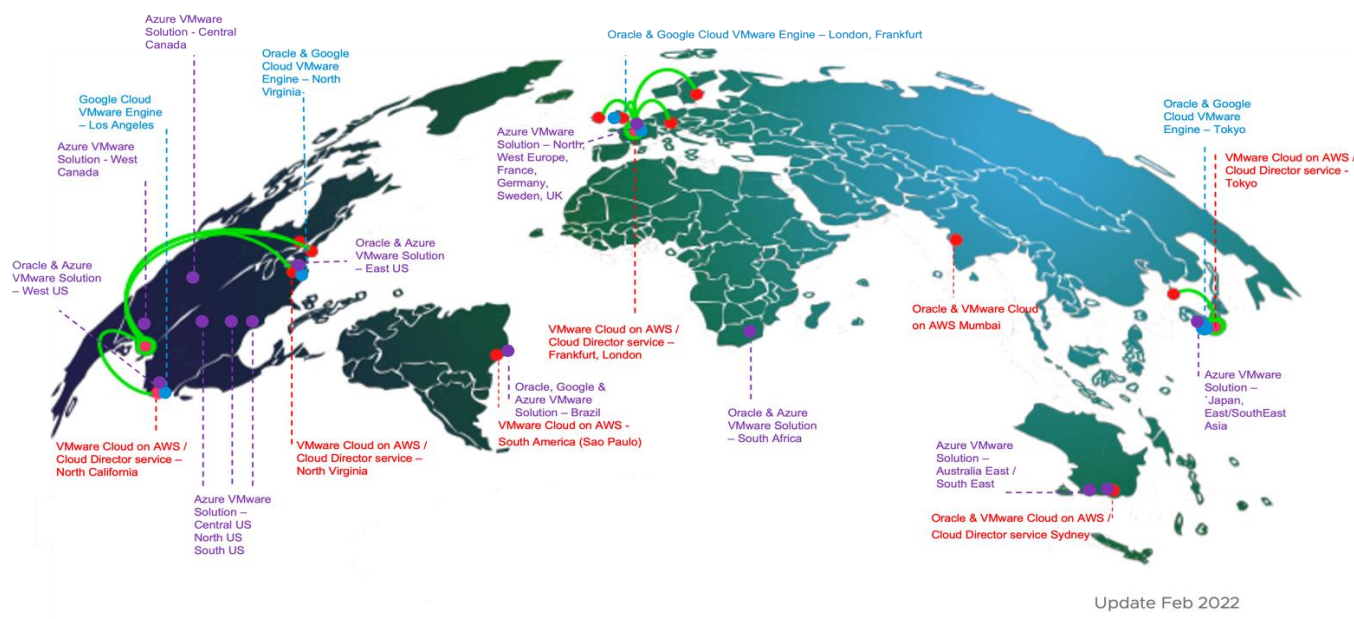 Azure VMware
Solution - Central
Canada
Oracle & Google
Cloud VMware
Engine – North
Virginia
Google Cloud
VMware Engine
– Los Angeles
Azure VMware
Solution - West
Canada
Oracle & Azure
VMware Solution
– West US
Oracle & Azure
VMware Solution
– East US
VMware Cloud on AWS /
Cloud Director service –
North California
VMware Cloud on AWS /
Cloud Director service –
North Virginia
Azure VMware
Solution –
Central US
North US
South US
Oracle & Google Cloud VMware Engine – London, Frankfurt
Azure VMware
Solution – North,
West Europe,
France,
Germany,
Sweden, UK
VMware Cloud on AWS /
Cloud Director service –
Frankfurt, London
Oracle, Google &
Azure VMware
Solution – Brazil
VMware Cloud on AWS -
South America (Sao Paulo)
Oracle & Azure
VMware Solution
– South Africa
Oracle & VMware Cloud
on AWS Mumbai
Oracle & Google
Cloud VMware
Engine – Tokyo
VMware Cloud on AWS /
Cloud Director service -
Tokyo
Azure VMware
Solution –
`Japan,
East/SouthEast
Asia
Azure VMware
Solution –
Australia East /
South East
Oracle & VMware Cloud on AWS /
Cloud Director service Sydney
Update Feb 2022